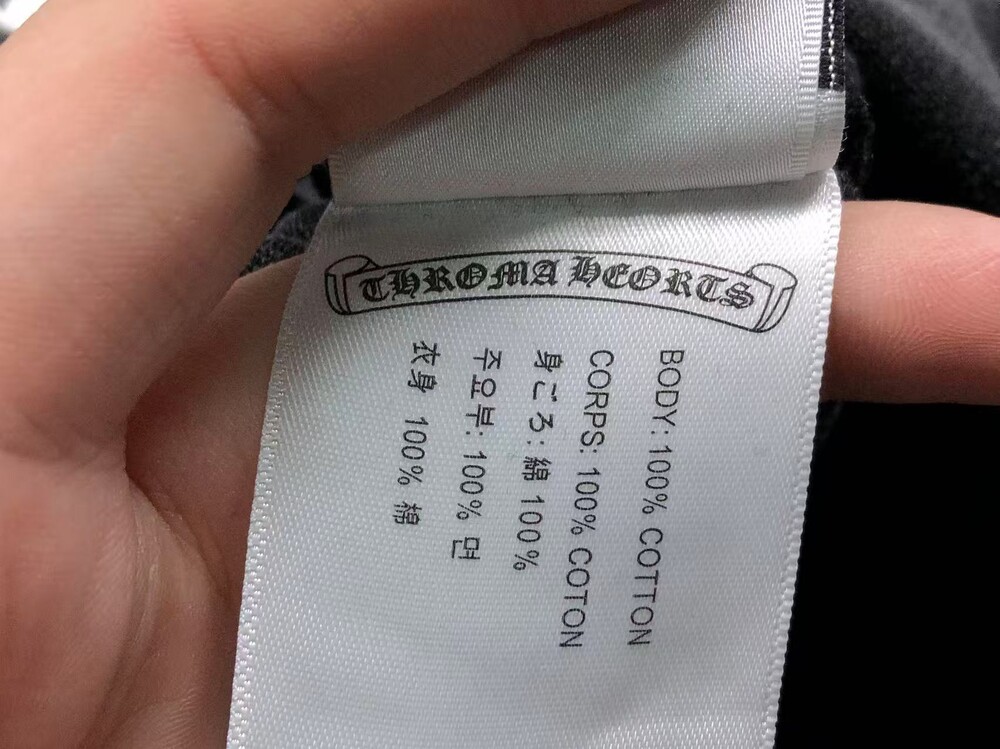 THROMA HEORTS
BODY: 100% COTTON
CORPS: 100% COTON
身ごろ: 綿 100%
주요부: 100% 면
衣身 100% 棉